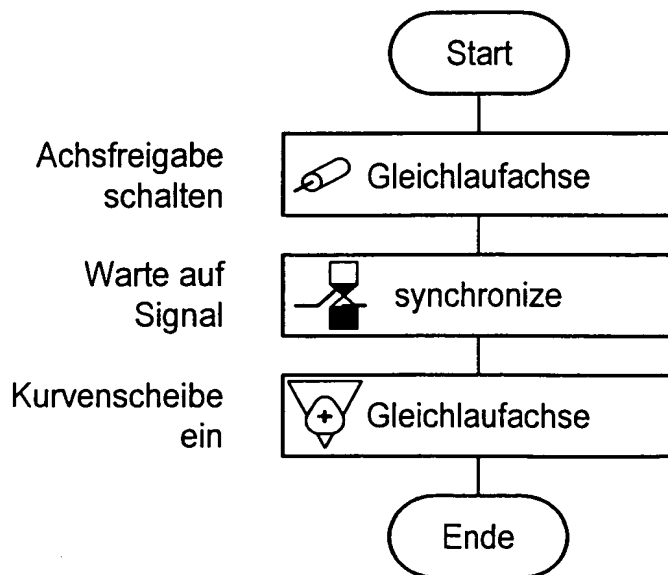 Start
Achsfreigabe
schalten
Gleichlaufachse
Warte auf
Signal
synchronize
Kurvenscheibe
ein
Gleichlaufachse
Ende